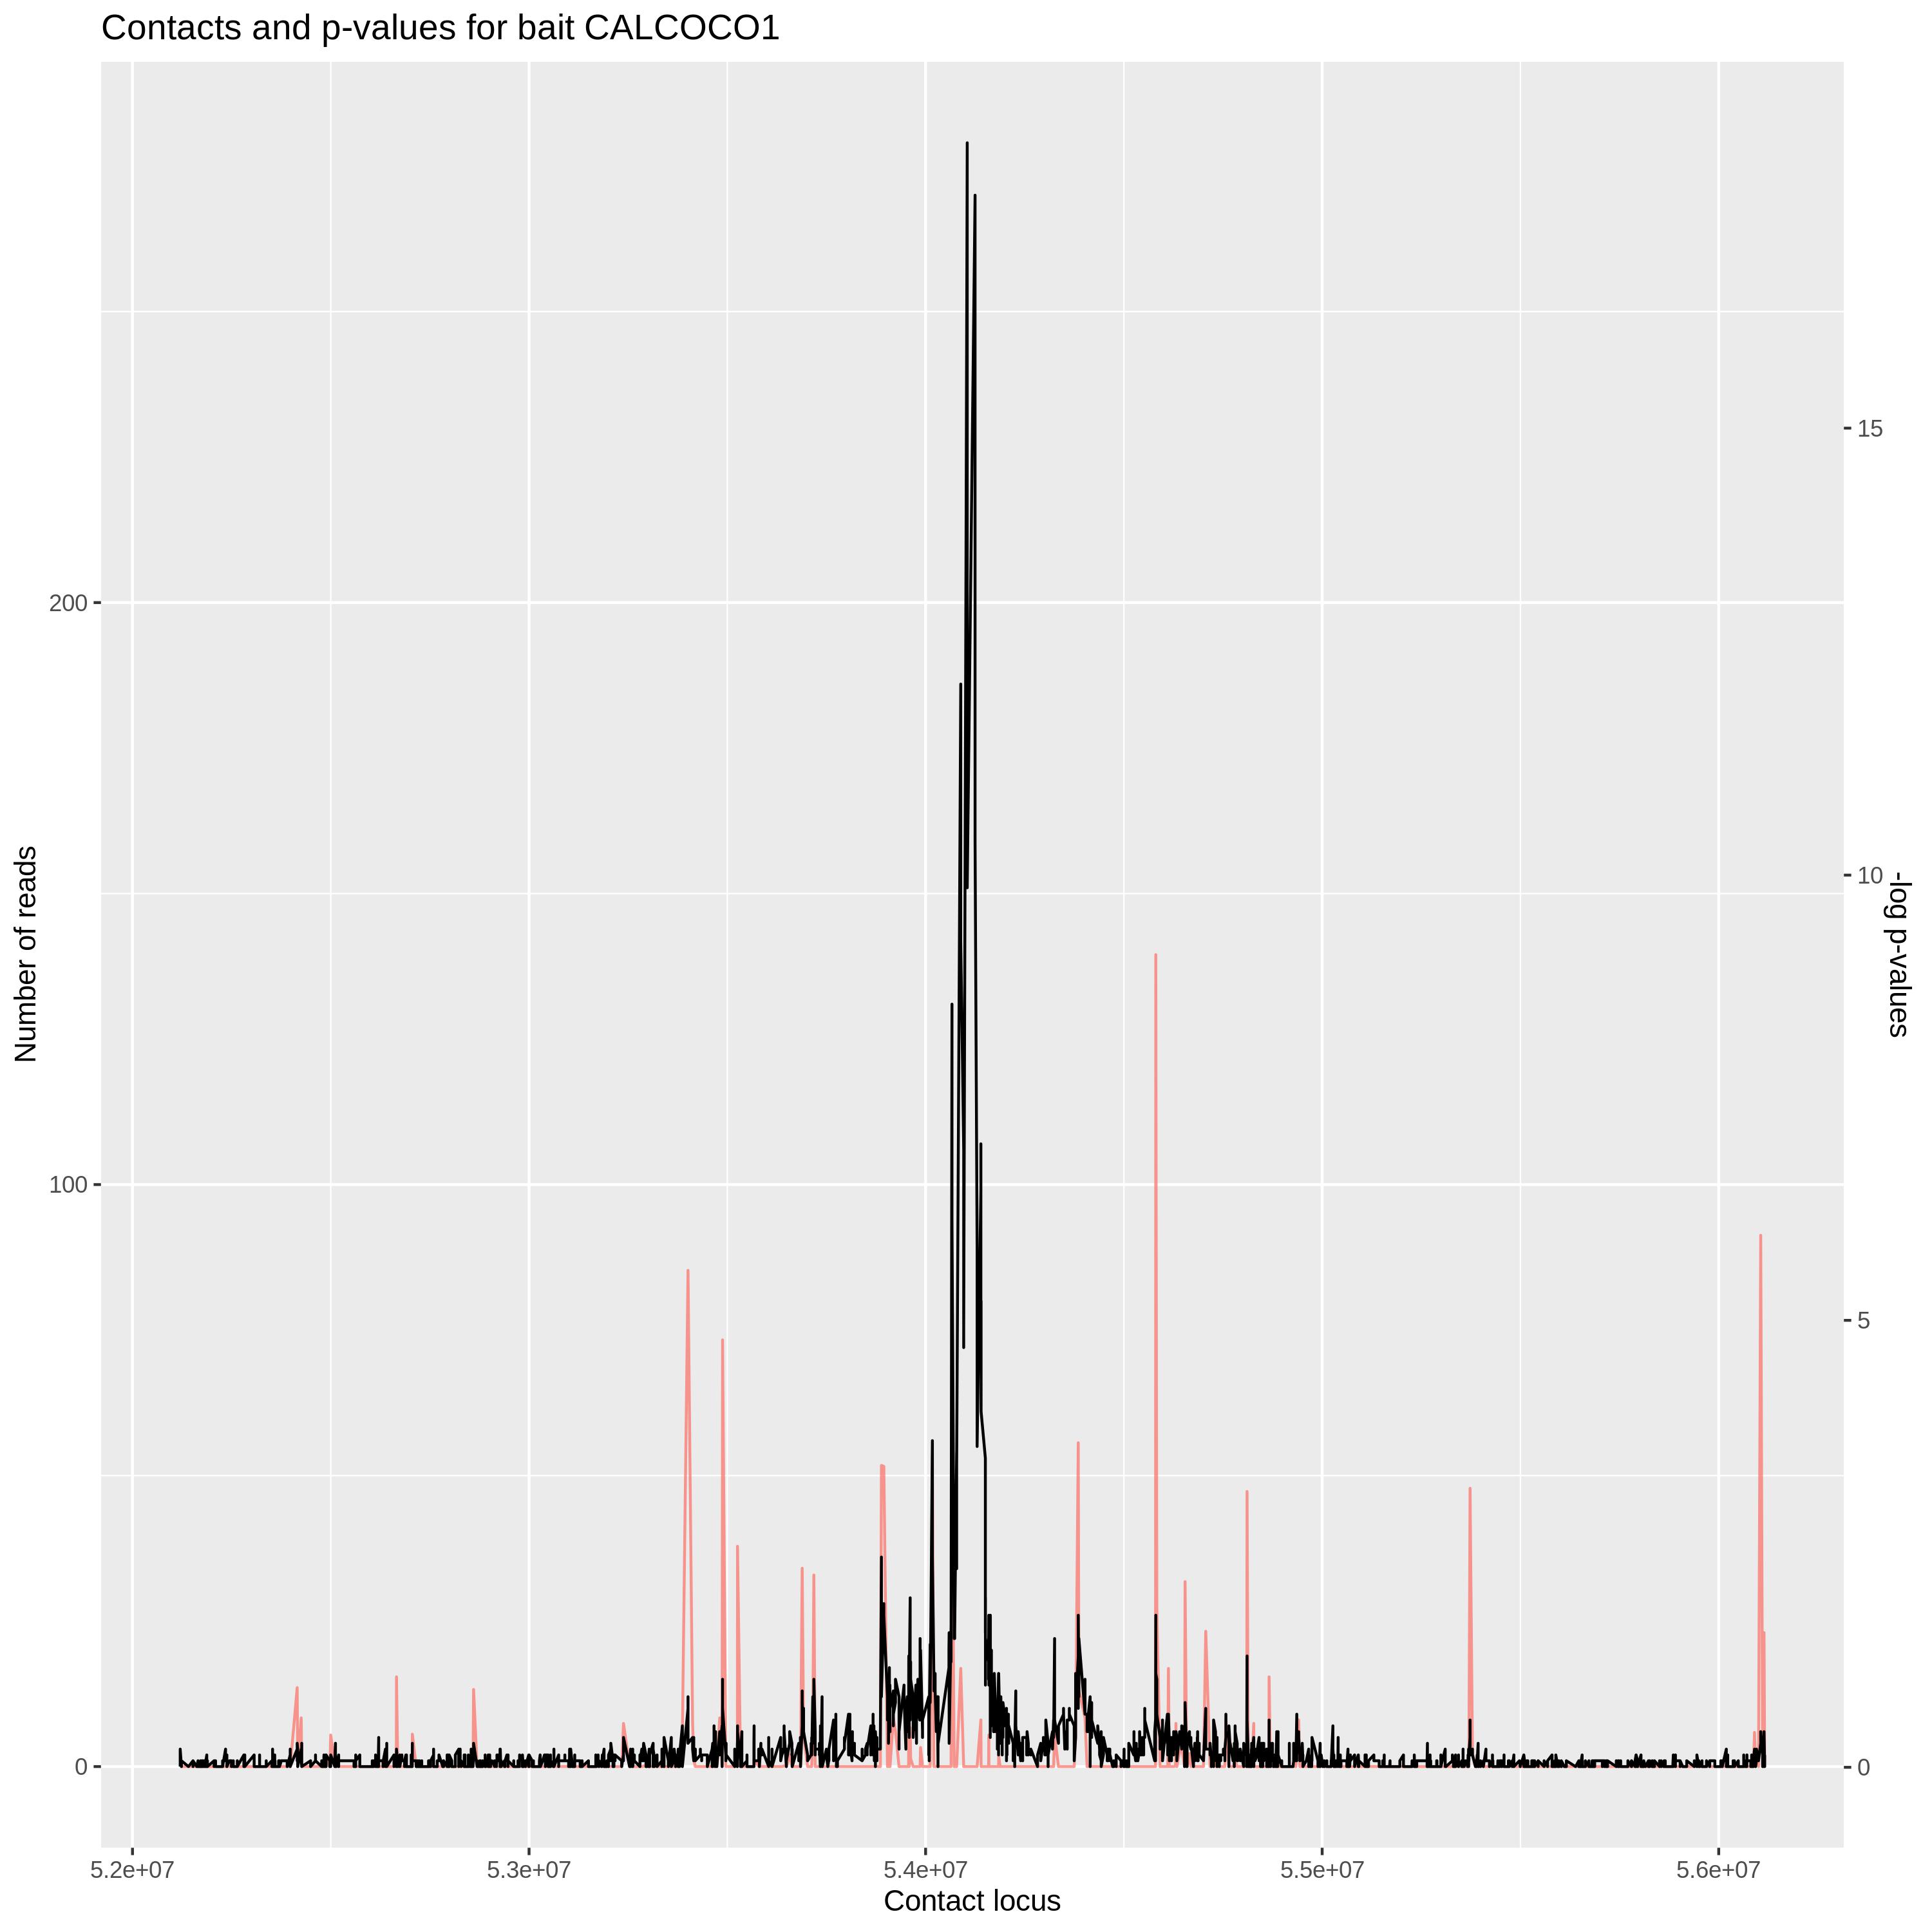 Contacts and p-values for bait CALCOCO1
Number of reads
200
100
0
15
10
5
0
-log p-values
5.2e+07
5.3e+07
5.4e+07
5.5e+07
5.6e+07
Contact locus